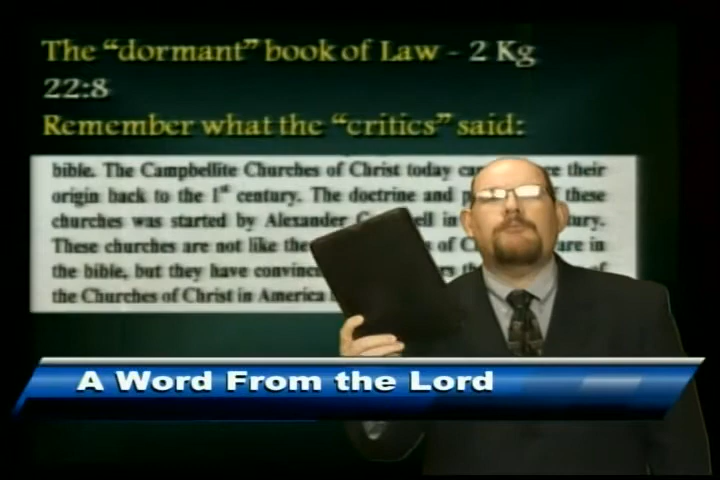 The “dormant” book of Law - 2 Kg
22:8
Remember what the “critics” said:
bible. The Campbellite Churches of Christ today their
origin back to the 1st century. The doctrine and these
churches was started by Alexander in
These churches are not like the of are in
the bible, but they have of
the Churches of Christ in America
A Word From the Lord